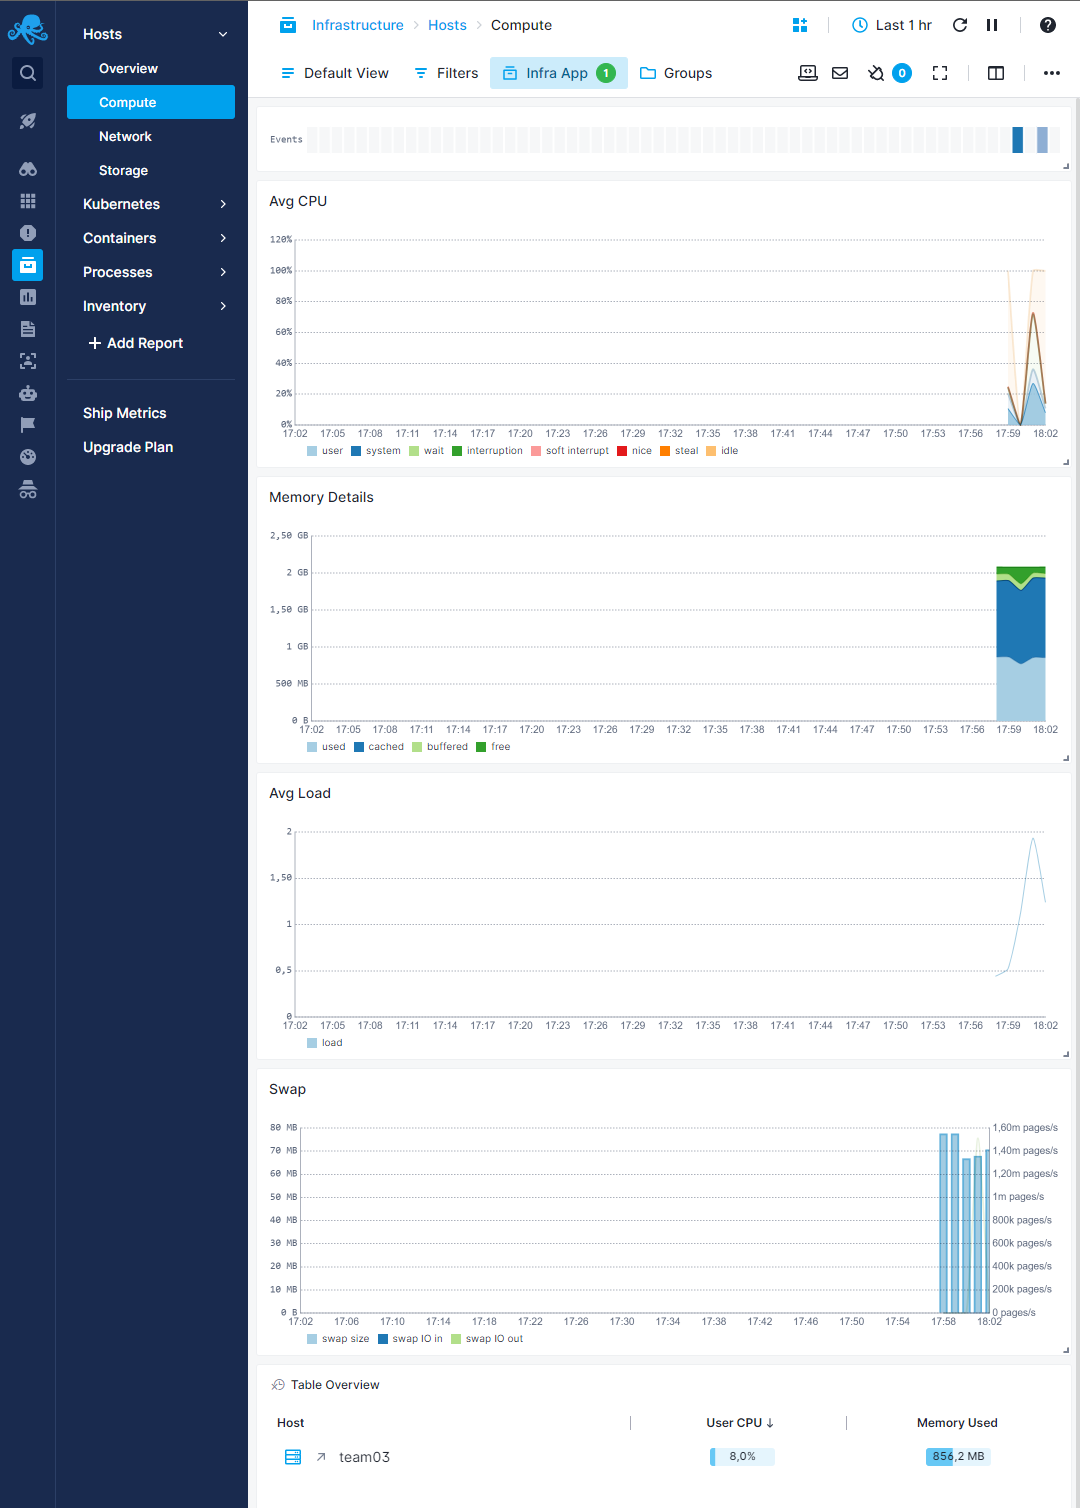 Hosts
Overview
Compute
Network
Storage
Kubernetes
Containers
Processes
Inventory
Add Report
Ship Metrics
Upgrade Plan
Infrastructure Hosts Compute
Last 1 hr
Default View Filters Infra App 1 Groups 0
Events
Avg CPU
120%
100%
80%
60%
40%
20%
0%
17:02 17:05 17:08 17:11 17:14 17:17 17:20 17:23 17:26 17:29 17:32 17:35 17:38 17:41 17:44 17:47 17:50 17:53 17:56 17:59 18:02
user system wait interruption soft interrupt nice steal idle
Memory Details
2,50 GB
2 GB
1,50 GB
1 GB
500 MB
0 B
17:02 17:05 17:08 17:11 17:14 17:17 17:20 17:23 17:26 17:29 17:32 17:35 17:38 17:41 17:44 17:47 17:50 17:53 17:56 17:59 18:02
used cached buffered free
Avg Load
2
1,50
1
0,5
0
17:02 17:05 17:08 17:11 17:14 17:17 17:20 17:23 17:26 17:29 17:32 17:35 17:38 17:41 17:44 17:47 17:50 17:53 17:56 17:59 18:02
load
Swap
80 MB 1,60m pages/s
70 MB 1,40m pages/s
60 MB 1,20m pages/s
50 MB 1m pages/s
40 MB 800k pages/s
30 MB 600k pages/s
20 MB 400k pages/s
10 MB 200k pages/s
0 B 0 pages/s
17:02 17:06 17:10 17:14 17:18 17:22 17:26 17:30 17:34 17:38 17:42 17:46 17:50 17:54 17:58 18:02
swap size swap IO in swap IO out
Table Overview
Host User CPU ↓ Memory Used
team03 8,0% 856,2 MB